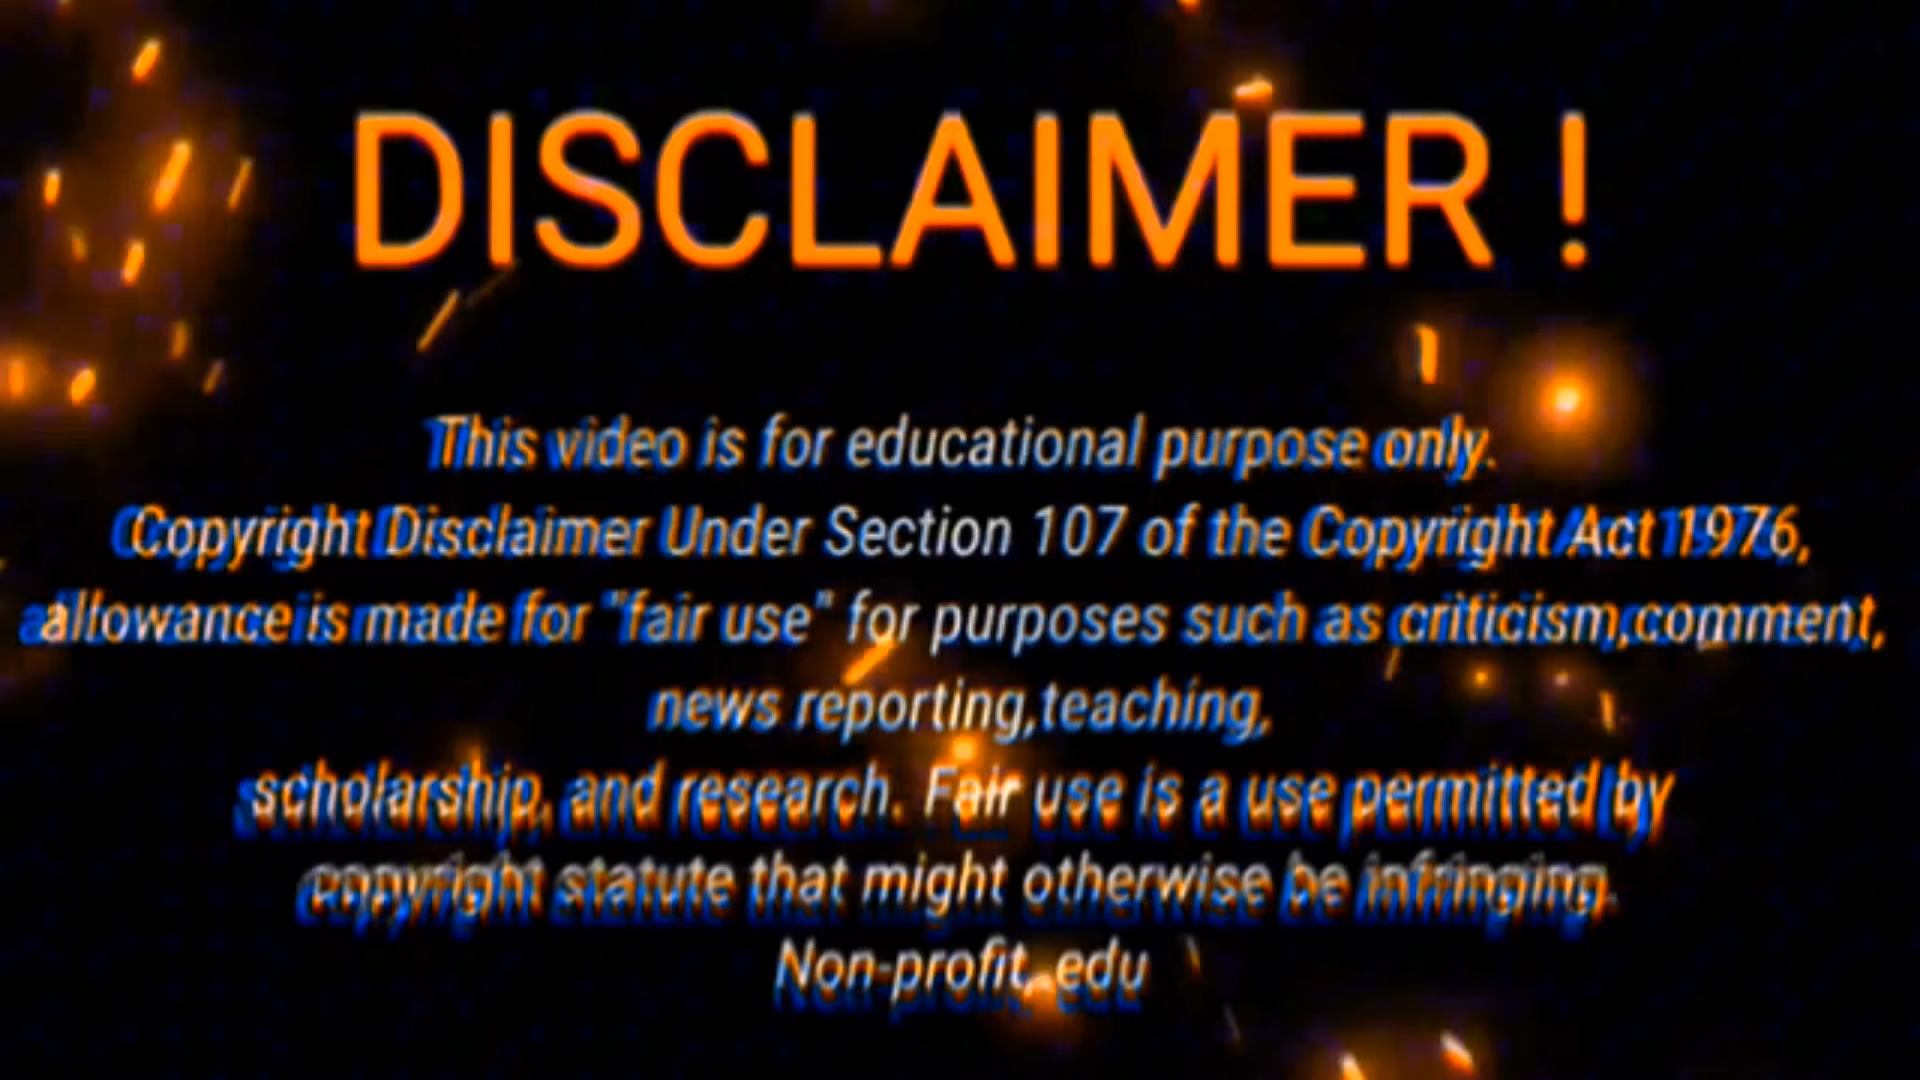 DISCLAIMER !
This video is for educational purpose only.
Copyright Disclaimer Under Section 107 of the Copyright Act 1976,
allowance is made for "fair use" for purposes such as criticism,comment,
news reporting,teaching,
scholarship, and research. Fair use is a use permitted by
copyright statute that might otherwise be infringing.
Non-profit, edu